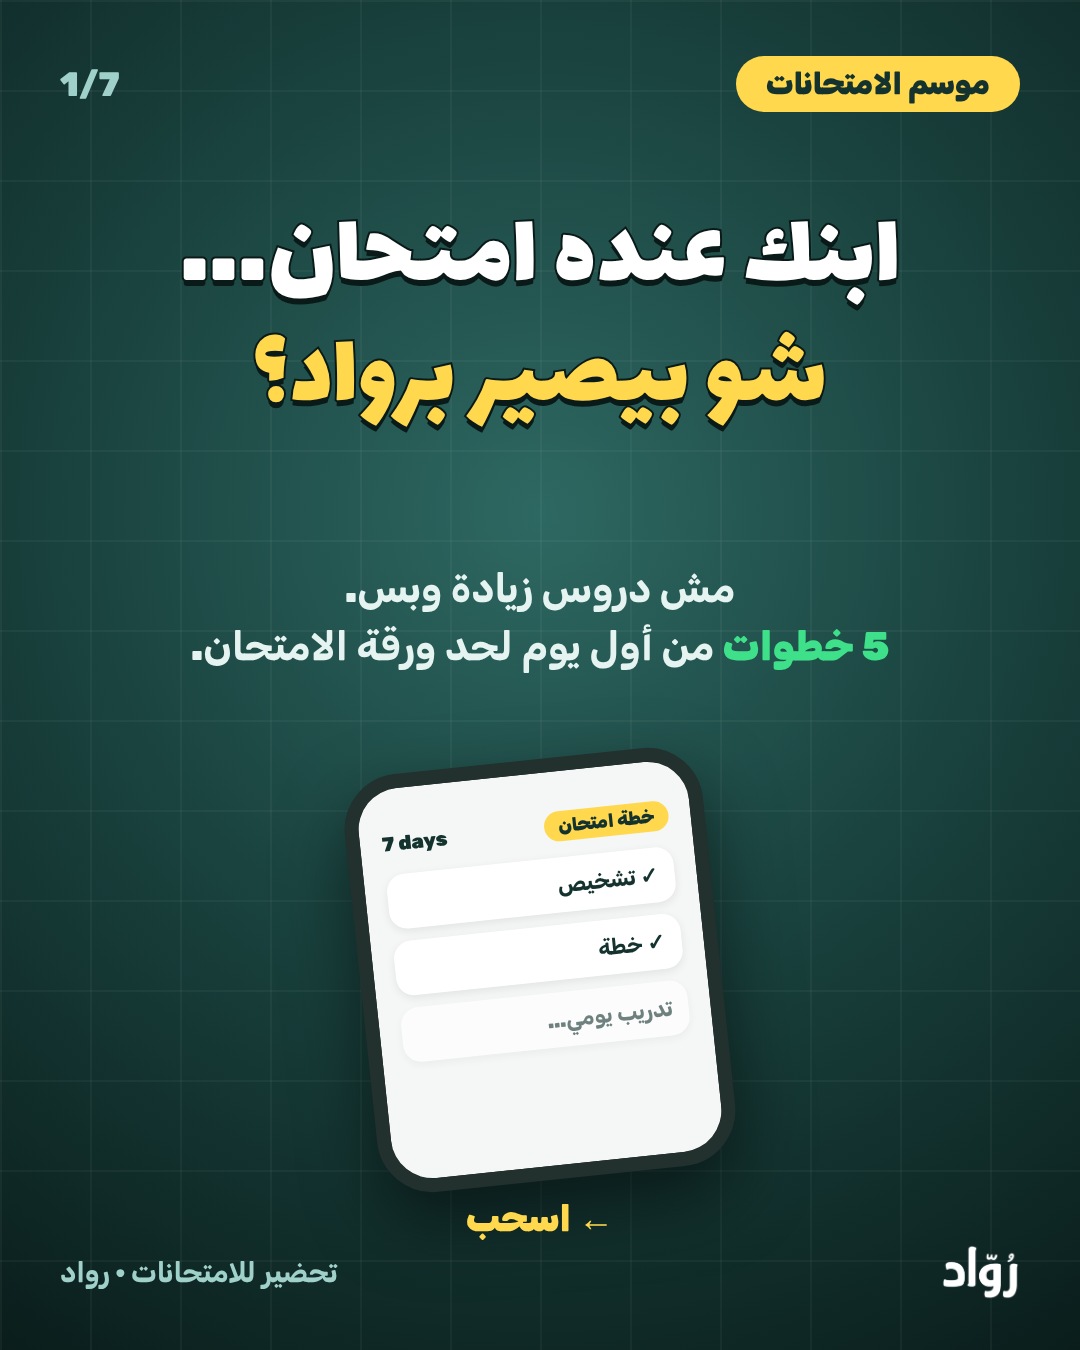 موسم الامتحانات
1/7
ابنك عنده امتحان...
شو بيصير برواد؟
مش دروس زيادة وبس.
5 خطوات من أول يوم لحد ورقة الامتحان.
خطة امتحان
7 days
✓ تشخيص
✓ خطة
تدريب يومي...
← اسحب
رُوّاد
تحضير للامتحانات • رواد